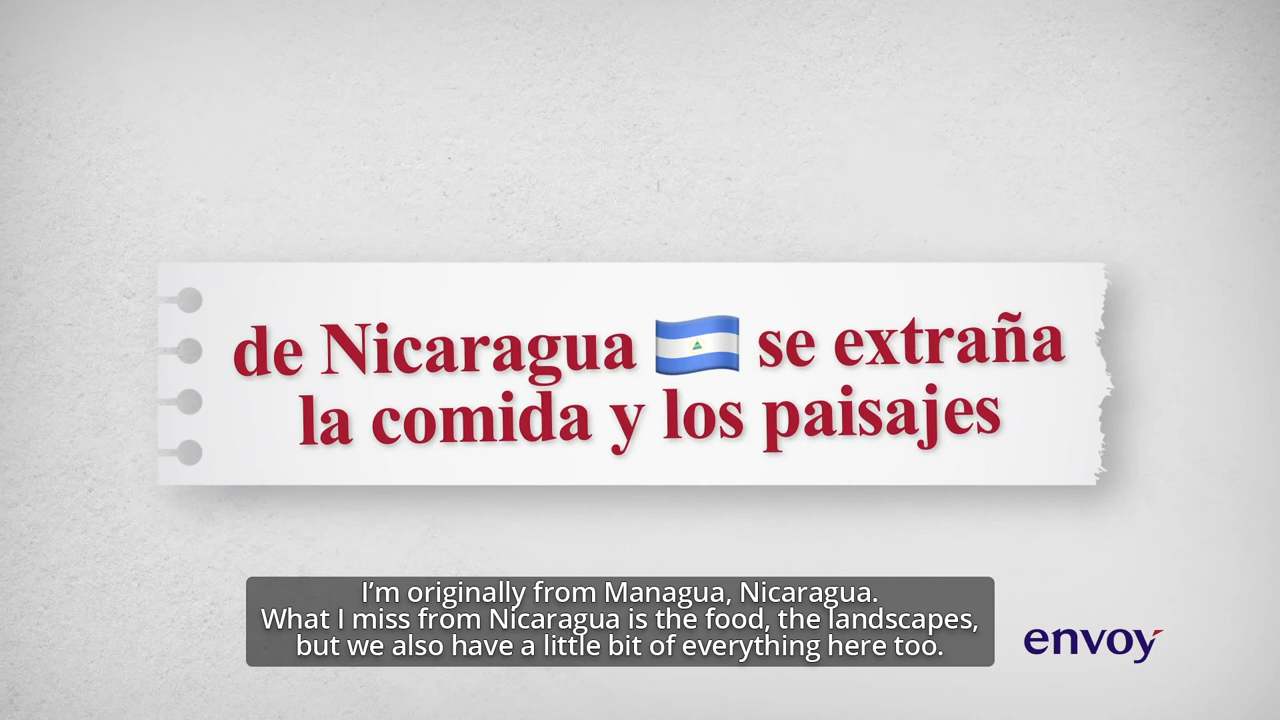 de Nicaragua 🇳🇮 se extraña
la comida y los paisajes
I’m originally from Managua, Nicaragua.
What I miss from Nicaragua is the food, the landscapes,
but we also have a little bit of everything here too.
envoy